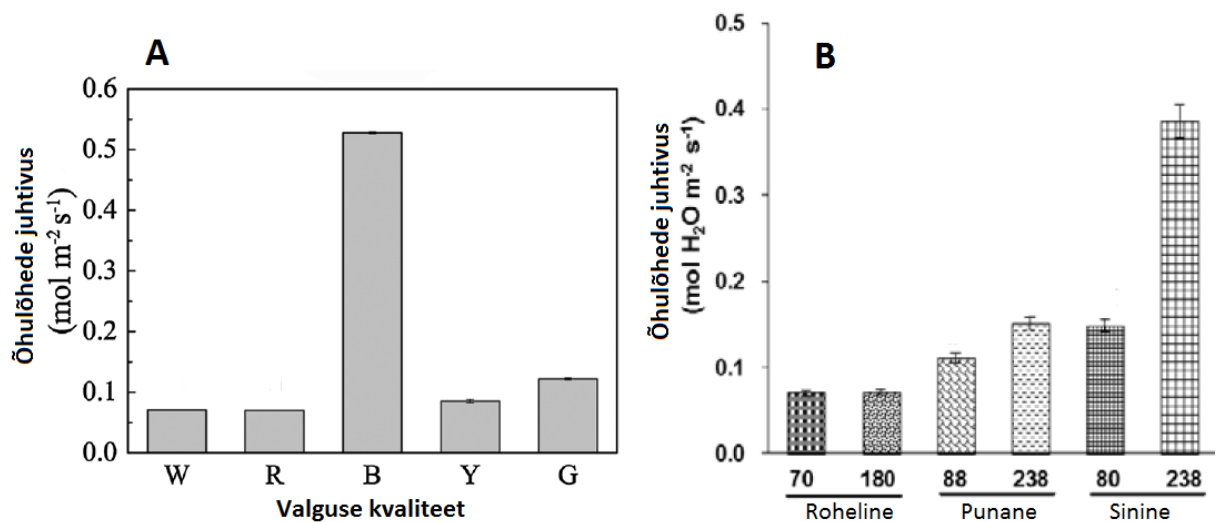 A
Õhulõhede juhtivus
(mol m⁻² s⁻¹)
0.6
0.5
0.4
0.3
0.2
0.1
0.0
W R B Y G
Valguse kvaliteet
B
Õhulõhede juhtivus
(mol H₂O m⁻² s⁻¹)
0.5
0.4
0.3
0.2
0.1
0.0
70 180 88 238 80 238
Roheline Punane Sinine